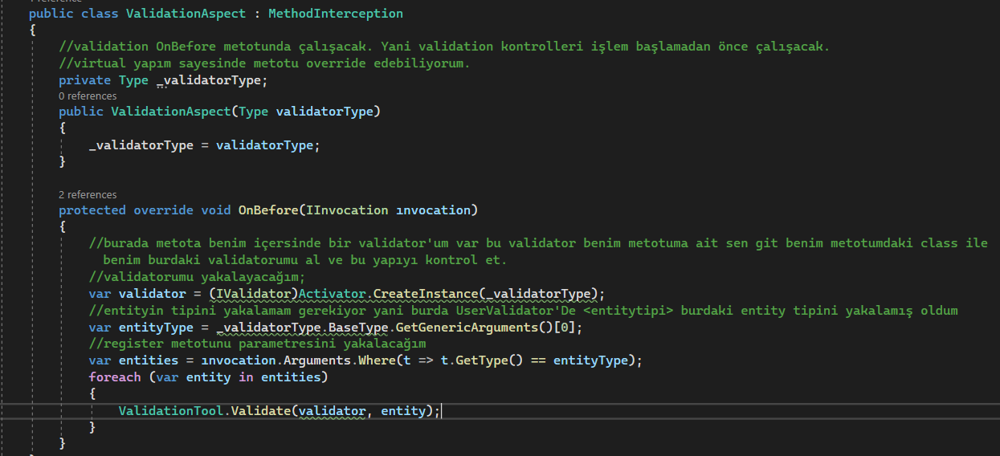 public class ValidationAspect : MethodInterception
{
//validation OnBefore metotunda çalışacak. Yani validation kontrolleri işlem başlamadan önce çalışacak.
//virtual yapım sayesinde metotu override edebiliyorum.
private Type _validatorType;
0 references
public ValidationAspect(Type validatorType)
{
_validatorType = validatorType;
}
2 references
protected override void OnBefore(IInvocation ınvocation)
{
//burada metota benim içersinde bir validator'um var bu validator benim metotuma ait sen git benim metotumdaki class ile
benim burdaki validatorumu al ve bu yapıyı kontrol et.
//validatorumu yakalayacağım;
var validator = (IValidator)Activator.CreateInstance(_validatorType);
//entityin tipini yakalamam gerekiyor yani burda UserValidator'De <entitytipi> burdaki entity tipini yakalamış oldum
var entityType = _validatorType.BaseType.GetGenericArguments()[0];
//register metotunu parametresini yakalacağım
var entities = ınvocation.Arguments.Where(t => t.GetType() == entityType);
foreach (var entity in entities)
{
ValidationTool.Validate(validator, entity);
}
}